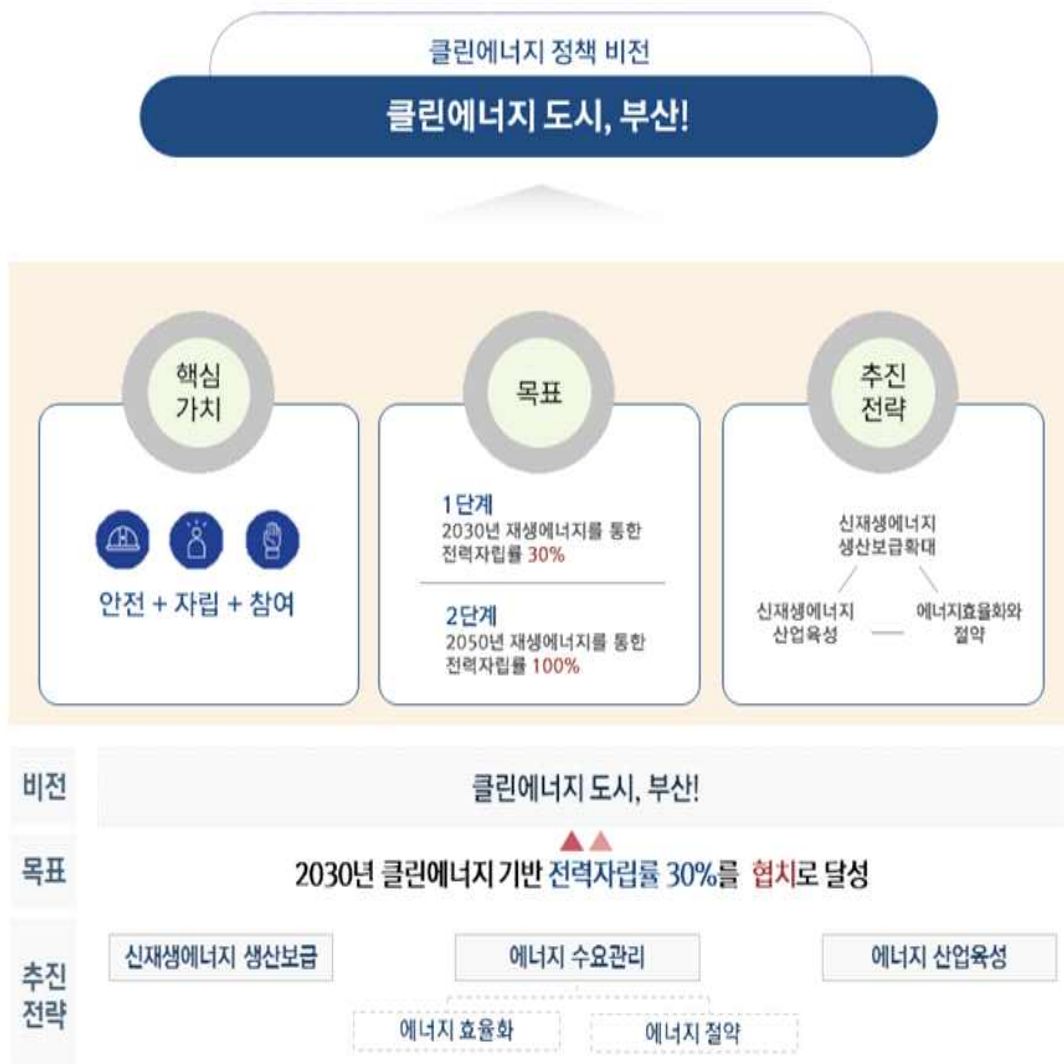 클린에너지 정책 비전
클린에너지 도시, 부산!
핵심
가치
안전 + 자립 + 참여
목표
1단계
2030년 재생에너지를 통한
전력자립률 30%
2단계
2050년 재생에너지를 통한
전력자립률 100%
추진
전략
신재생에너지
생산보급확대
신재생에너지
산업육성
에너지효율화와
절약
비전
클린에너지 도시, 부산!
목표
2030년 클린에너지 기반 전력자립률 30%를 협치로 달성
추진
전략
신재생에너지 생산보급
에너지 수요관리
에너지 산업육성
에너지 효율화
에너지 절약